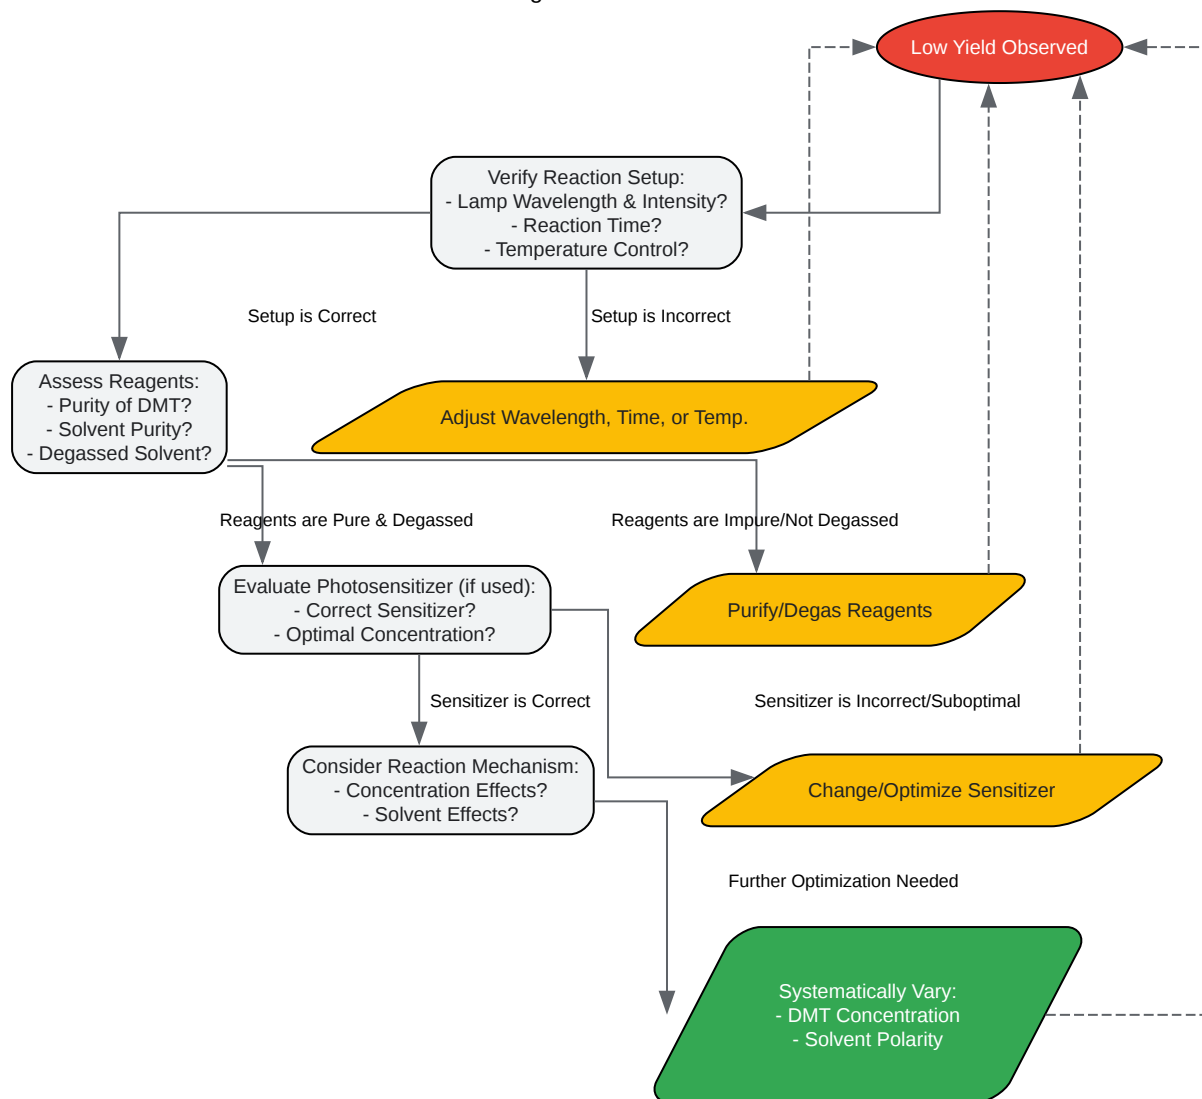 Low Yield Observed
Verify Reaction Setup:
- Lamp Wavelength & Intensity?
- Reaction Time?
- Temperature Control?
Setup is Correct
Setup is Incorrect
Assess Reagents:
- Purity of DMT?
- Solvent Purity?
- Degassed Solvent?
Adjust Wavelength, Time, or Temp.
Reagents are Pure & Degassed
Reagents are Impure/Not Degassed
Evaluate Photosensitizer (if used):
- Correct Sensitizer?
- Optimal Concentration?
Purify/Degas Reagents
Sensitizer is Correct
Sensitizer is Incorrect/Suboptimal
Consider Reaction Mechanism:
- Concentration Effects?
- Solvent Effects?
Change/Optimize Sensitizer
Further Optimization Needed
Systematically Vary:
- DMT Concentration
- Solvent Polarity